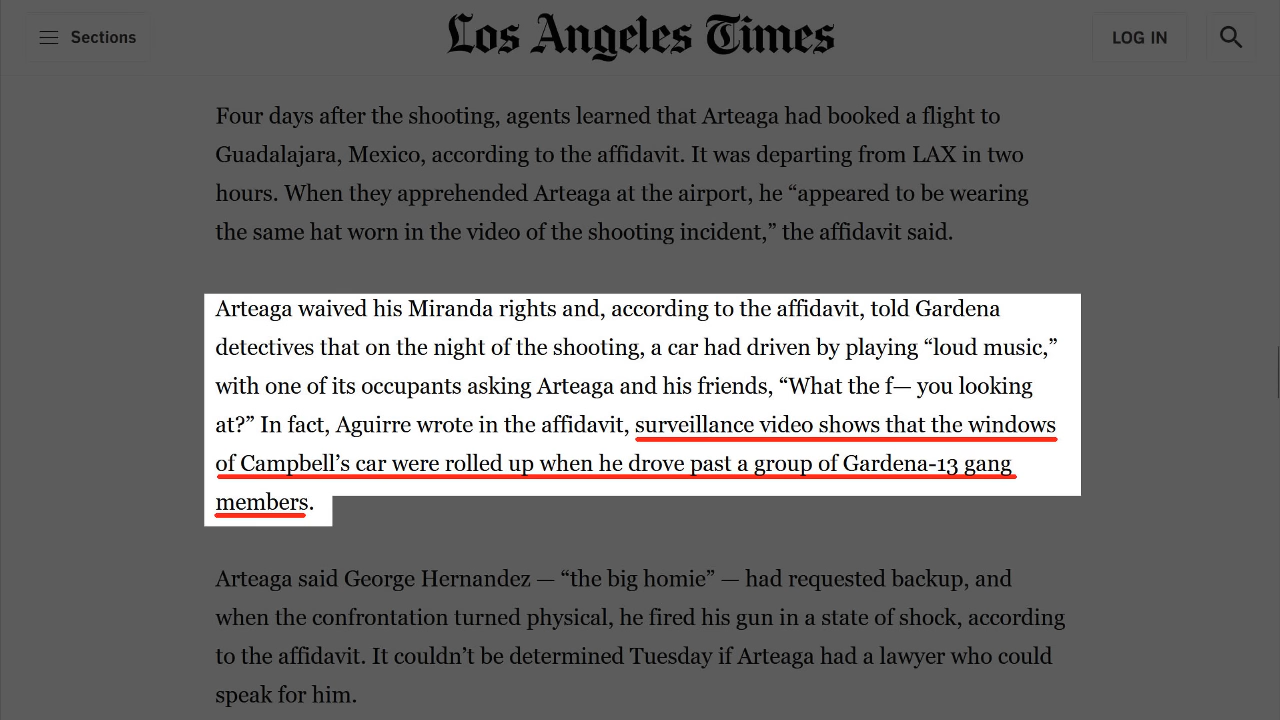 Sections
Los Angeles Times
LOG IN
Four days after the shooting, agents learned that Arteaga had booked a flight to
Guadalajara, Mexico, according to the affidavit. It was departing from LAX in two
hours. When they apprehended Arteaga at the airport, he “appeared to be wearing
the same hat worn in the video of the shooting incident,” the affidavit said.
Arteaga waived his Miranda rights and, according to the affidavit, told Gardena
detectives that on the night of the shooting, a car had driven by playing “loud music,”
with one of its occupants asking Arteaga and his friends, “What the f— you looking
at?” In fact, Aguirre wrote in the affidavit, surveillance video shows that the windows
of Campbell’s car were rolled up when he drove past a group of Gardena-13 gang
members.
Arteaga said George Hernandez — “the big homie” — had requested backup, and
when the confrontation turned physical, he fired his gun in a state of shock, according
to the affidavit. It couldn’t be determined Tuesday if Arteaga had a lawyer who could
speak for him.